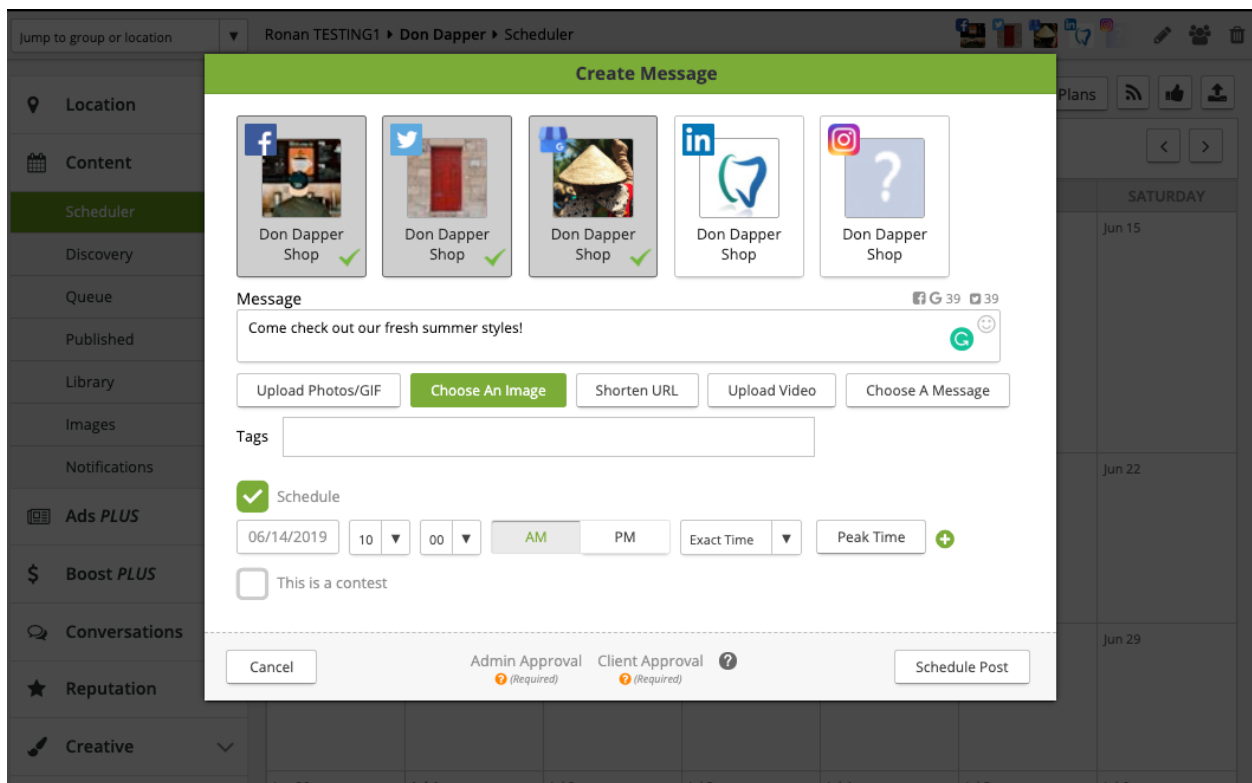 Jump to group or location ▼ Ronan TESTING1 ▸ Don Dapper ▸ Scheduler
Create Message
Location
Content
Scheduler
Discovery
Queue
Published
Library
Images
Notifications
Ads PLUS
Boost PLUS
Conversations
Reputation
Creative
Plans
< >
SATURDAY
Jun 15
Jun 22
Jun 29
Don Dapper Shop
Don Dapper Shop
Don Dapper Shop
Don Dapper Shop
Don Dapper Shop
Message 39 39
Come check out our fresh summer styles!
Upload Photos/GIF Choose An Image Shorten URL Upload Video Choose A Message
Tags
Schedule
06/14/2019 10 ▼ 00 ▼ AM PM Exact Time ▼ Peak Time
This is a contest
Cancel Admin Approval Client Approval ? Schedule Post
? (Required) ? (Required)